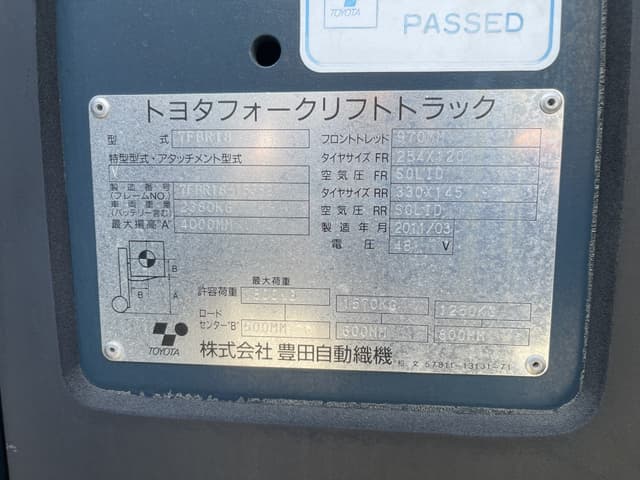 TOYOTA
PASSED
トヨタフォークリフトトラック
型式 7FBR18
フロントトレッド 970MM
特型型式・アタッチメント型式
V
タイヤサイズ FR 254X120
空気圧 FR SOLID
製造番号
(フレームNO.)
タイヤサイズ RR 330X145
車両重量
(バッテリー含む)
空気圧 RR SOLID
最大揚高"A" 4000MM
製造年月 2011/03
電圧 48 V
B
B
A
最大荷重
許容荷重
ロード
センター"B" 500MM 600MM 600MM
TOYOTA
株式会社 豊田自動織機